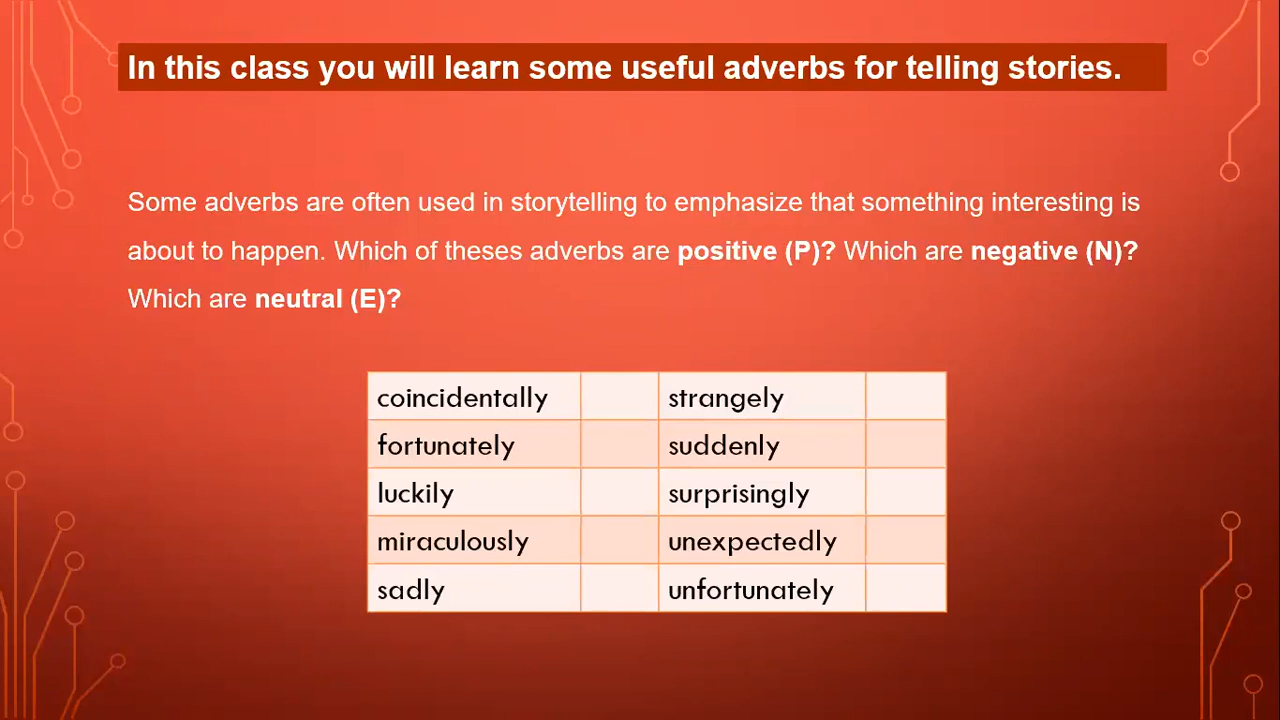 In this class you will learn some useful adverbs for telling stories.
Some adverbs are often used in storytelling to emphasize that something interesting is
about to happen. Which of theses adverbs are positive (P)? Which are negative (N)?
Which are neutral (E)?
coincidentally strangely
fortunately suddenly
luckily surprisingly
miraculously unexpectedly
sadly unfortunately